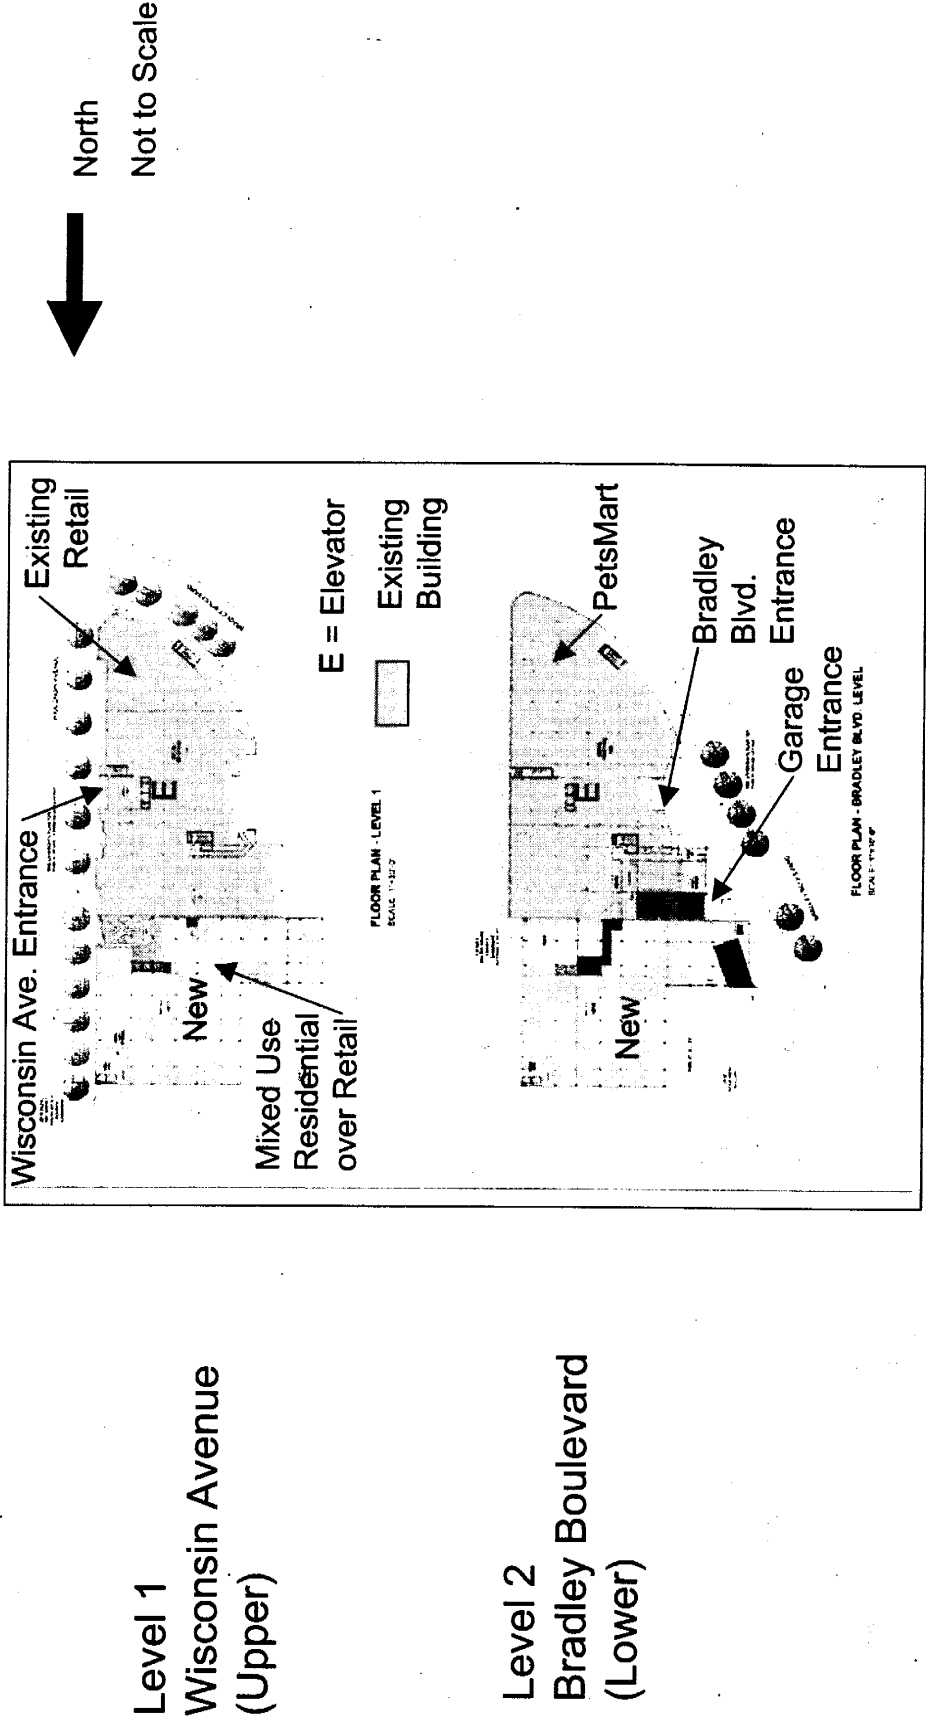 Level 1
Wisconsin Avenue
(Upper)
Level 2
Bradley Boulevard
(Lower)
Wisconsin Ave. Entrance
Existing
Retail
New
E
Mixed Use
Residential
over Retail
E = Elevator
Existing
Building
FLOOR PLAN - LEVEL 1
New
E
PetsMart
Bradley
Blvd.
Entrance
Garage
Entrance
FLOOR PLAN - BRADLEY BLVD. LEVEL
North
Not to Scale